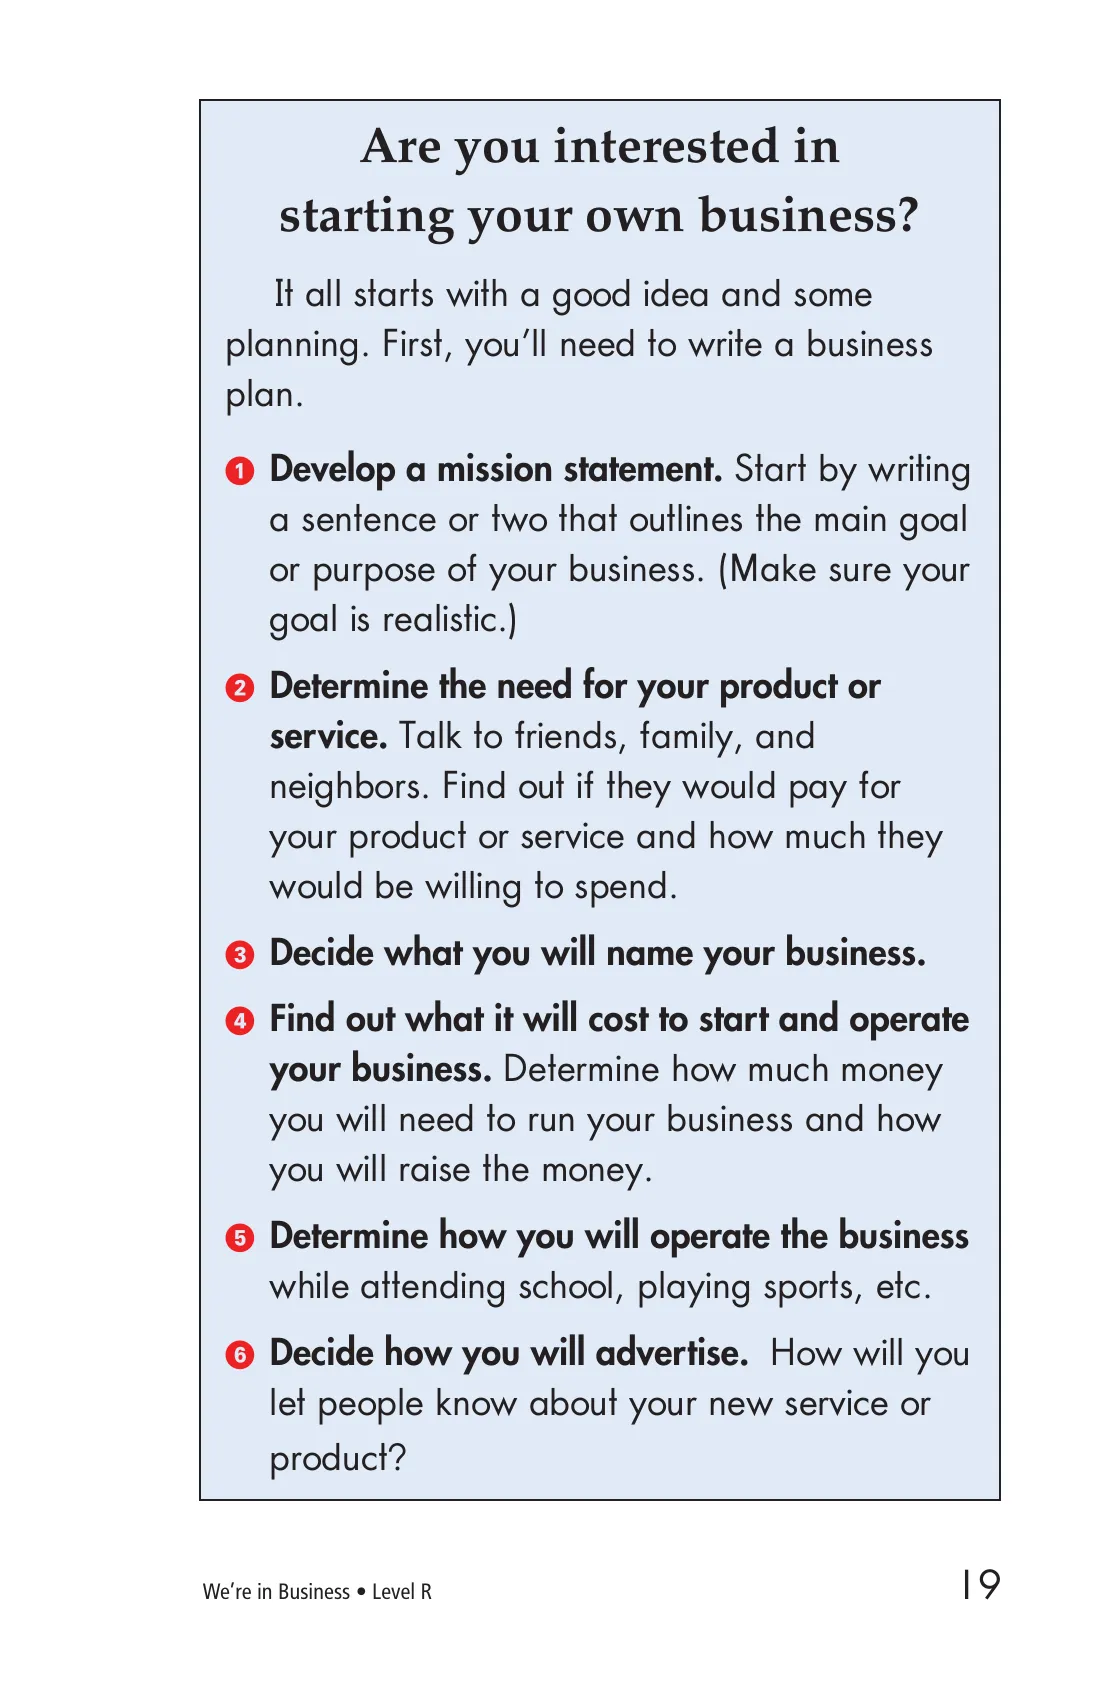 Are you interested in
starting your own business?
It all starts with a good idea and some
planning. First, you’ll need to write a business
plan.
1 Develop a mission statement. Start by writing
a sentence or two that outlines the main goal
or purpose of your business. (Make sure your
goal is realistic.)
2 Determine the need for your product or
service. Talk to friends, family, and
neighbors. Find out if they would pay for
your product or service and how much they
would be willing to spend.
3 Decide what you will name your business.
4 Find out what it will cost to start and operate
your business. Determine how much money
you will need to run your business and how
you will raise the money.
5 Determine how you will operate the business
while attending school, playing sports, etc.
6 Decide how you will advertise.  How will you
let people know about your new service or
product?
We’re in Business • Level R
19